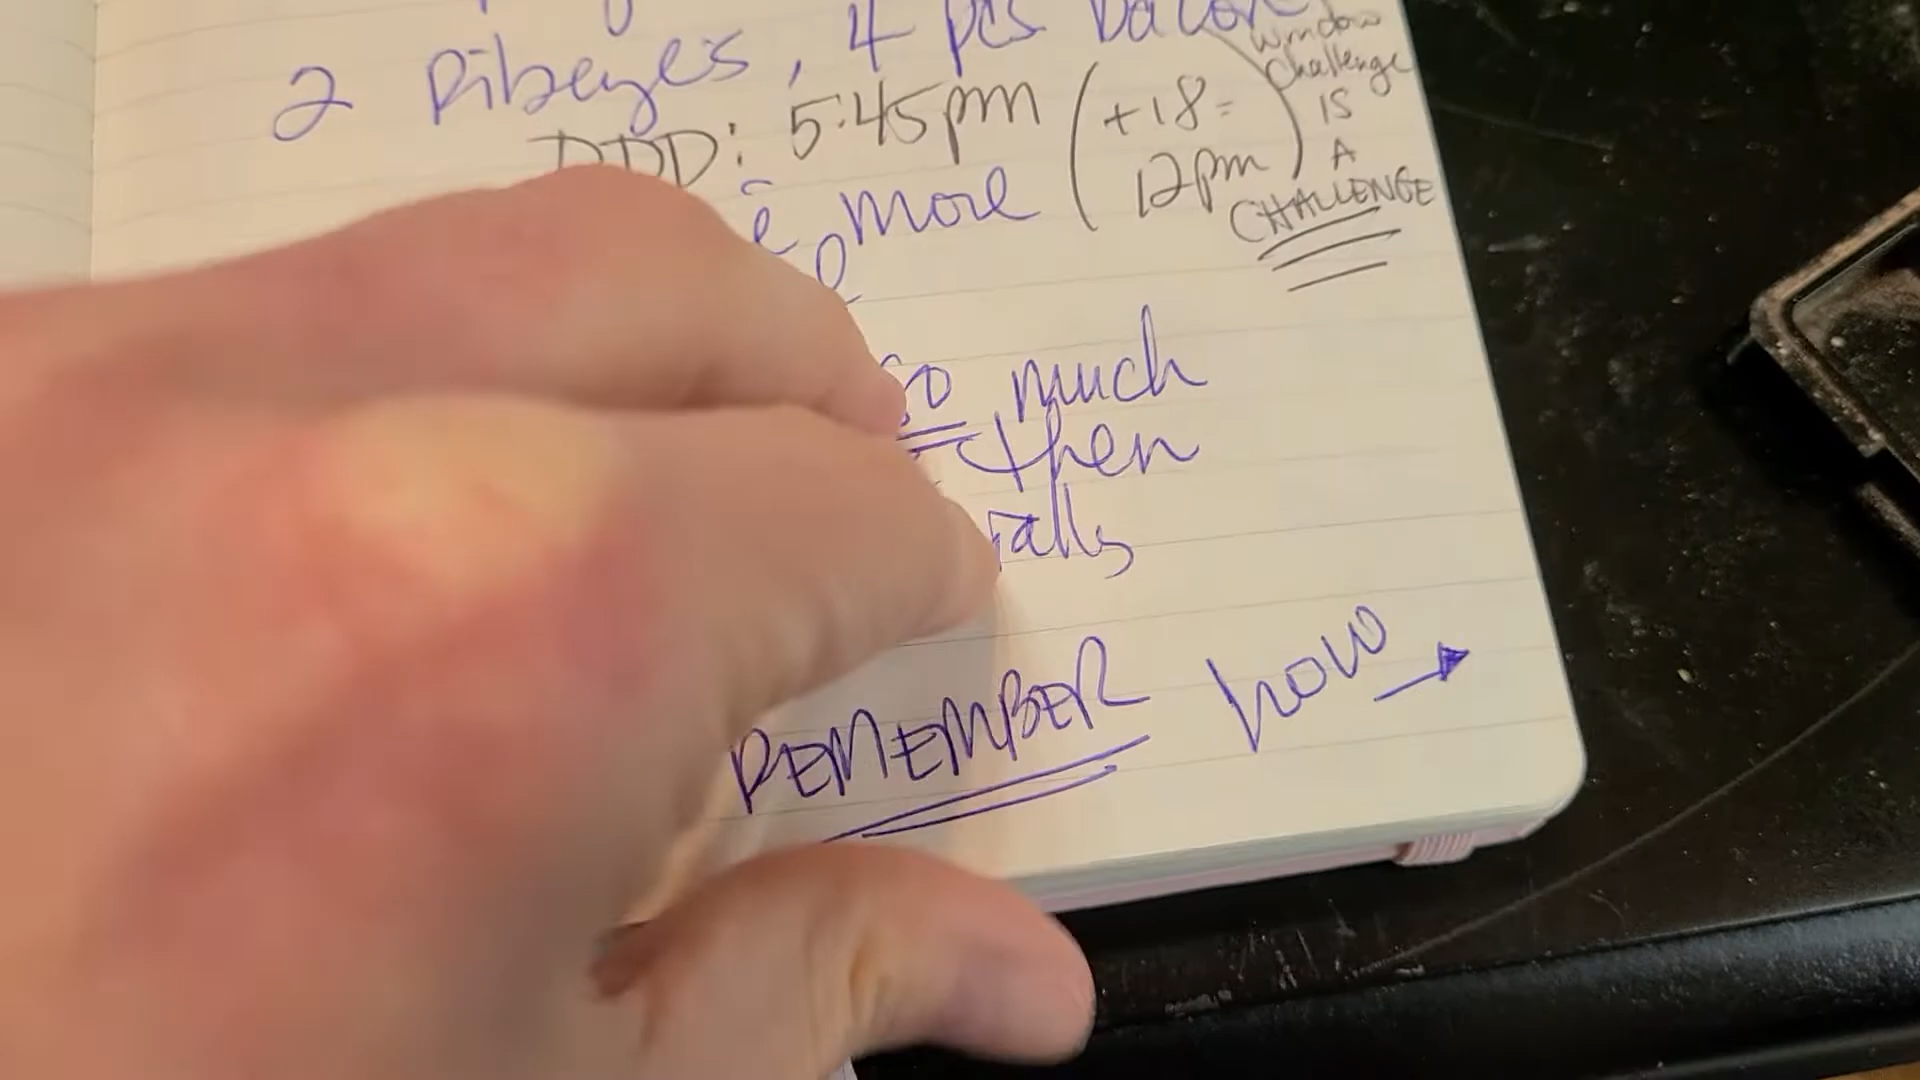 2 Ribeyes, 4 pcs bacon
window
challenge
IS
A
CHALLENGE
DDD: 5:45pm (+18=
12pm)
more
so much
then
REMEMBER how →